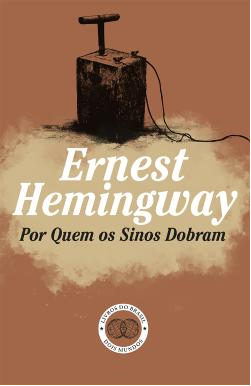 Ernest
Hemingway
Por Quem os Sinos Dobram
LIVROS DO BRASIL
DOIS MUNDOS